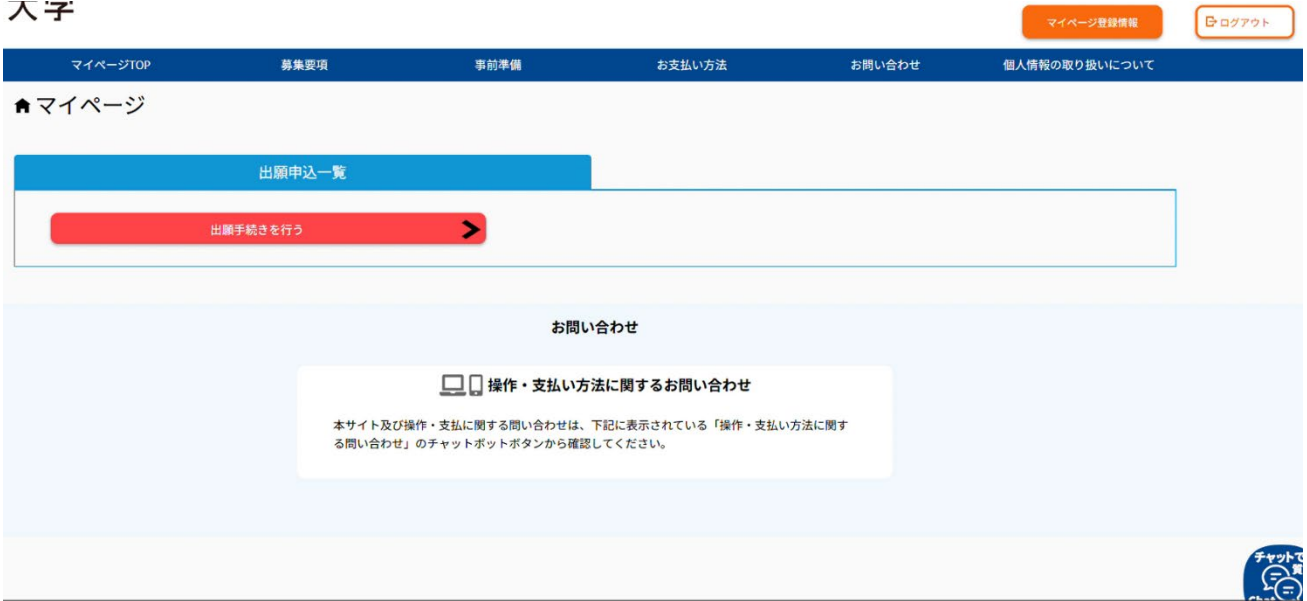 大学
マイページ登録情報
ログアウト
マイページTOP
募集要項
事前準備
お支払い方法
お問い合わせ
個人情報の取り扱いについて
マイページ
出願申込一覧
出願手続きを行う
お問い合わせ
操作・支払い方法に関するお問い合わせ
本サイト及び操作・支払に関する問い合わせは、下記に表示されている「操作・支払い方法に関す
る問い合わせ」のチャットボットボタンから確認してください。
チャットで
質
Chat